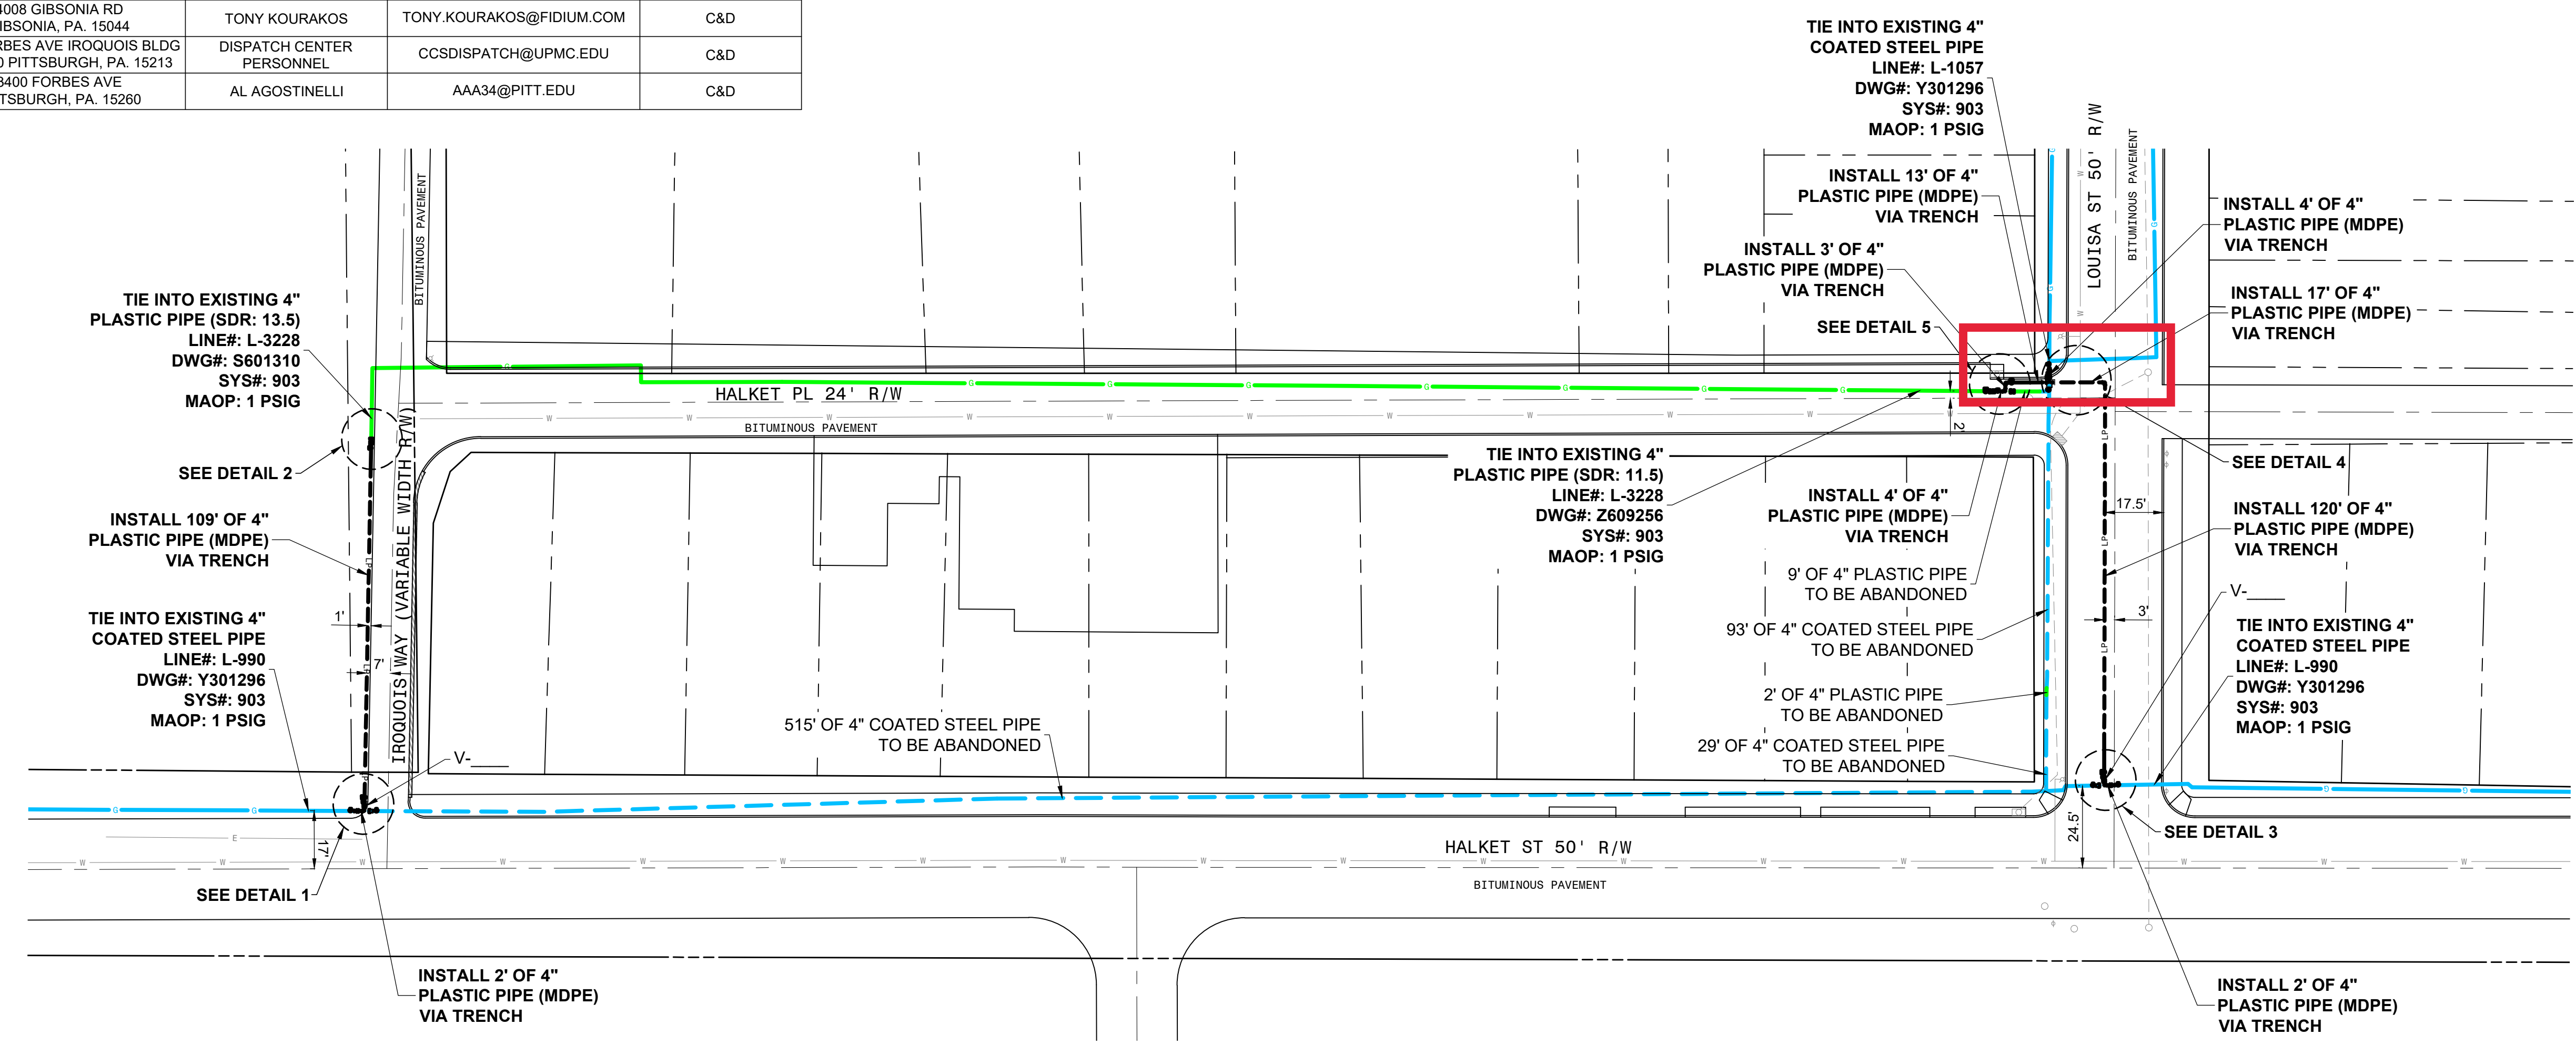 4008 GIBSONIA RD
GIBSONIA, PA. 15044
TONY KOURAKOS
TONY.KOURAKOS@FIDIUM.COM
C&D
FORBES AVE IROQUOIS BLDG
PITTSBURGH, PA. 15213
DISPATCH CENTER
PERSONNEL
CCSDISPATCH@UPMC.EDU
C&D
3400 FORBES AVE
PITTSBURGH, PA. 15260
AL AGOSTINELLI
AAA34@PITT.EDU
C&D
TIE INTO EXISTING 4"
COATED STEEL PIPE
LINE#: L-1057
DWG#: Y301296
SYS#: 903
MAOP: 1 PSIG
INSTALL 13' OF 4"
PLASTIC PIPE (MDPE)
VIA TRENCH
INSTALL 3' OF 4"
PLASTIC PIPE (MDPE)
VIA TRENCH
SEE DETAIL 5
LOUISA ST 50' R/W
BITUMINOUS PAVEMENT
INSTALL 4' OF 4"
PLASTIC PIPE (MDPE)
VIA TRENCH
INSTALL 17' OF 4"
PLASTIC PIPE (MDPE)
VIA TRENCH
BITUMINOUS PAVEMENT
TIE INTO EXISTING 4"
PLASTIC PIPE (SDR: 13.5)
LINE#: L-3228
DWG#: S601310
SYS#: 903
MAOP: 1 PSIG
HALKET PL 24' R/W
BITUMINOUS PAVEMENT
2'
SEE DETAIL 2
INSTALL 109' OF 4"
PLASTIC PIPE (MDPE)
VIA TRENCH
IROQUOIS WAY (VARIABLE WIDTH R/W)
1'
7'
TIE INTO EXISTING 4"
COATED STEEL PIPE
LINE#: L-990
DWG#: Y301296
SYS#: 903
MAOP: 1 PSIG
V-____
TIE INTO EXISTING 4"
PLASTIC PIPE (SDR: 11.5)
LINE#: L-3228
DWG#: Z609256
SYS#: 903
MAOP: 1 PSIG
INSTALL 4' OF 4"
PLASTIC PIPE (MDPE)
VIA TRENCH
9' OF 4" PLASTIC PIPE
TO BE ABANDONED
93' OF 4" COATED STEEL PIPE
TO BE ABANDONED
2' OF 4" PLASTIC PIPE
TO BE ABANDONED
29' OF 4" COATED STEEL PIPE
TO BE ABANDONED
515' OF 4" COATED STEEL PIPE
TO BE ABANDONED
SEE DETAIL 4
17.5'
INSTALL 120' OF 4"
PLASTIC PIPE (MDPE)
VIA TRENCH
V-____
3'
TIE INTO EXISTING 4"
COATED STEEL PIPE
LINE#: L-990
DWG#: Y301296
SYS#: 903
MAOP: 1 PSIG
SEE DETAIL 3
24.5'
17'
HALKET ST 50' R/W
BITUMINOUS PAVEMENT
SEE DETAIL 1
INSTALL 2' OF 4"
PLASTIC PIPE (MDPE)
VIA TRENCH
INSTALL 2' OF 4"
PLASTIC PIPE (MDPE)
VIA TRENCH